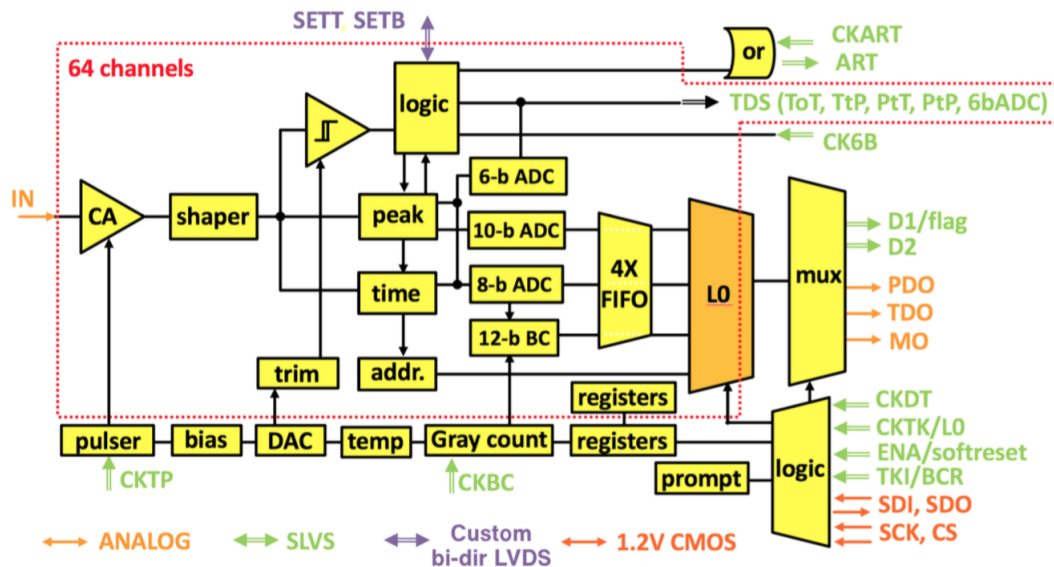 SETT, SETB
64 channels
or
CKART
ART
logic
TDS (ToT, TtP, PtT, PtP, 6bADC)
CK6B
6-b ADC
IN
CA
shaper
peak
10-b ADC
D1/flag
D2
4X
FIFO
L0
mux
time
8-b ADC
PDO
TDO
12-b BC
MO
trim
addr.
registers
CKDT
CKTK/L0
pulser
bias
DAC
temp
Gray count
registers
logic
ENA/softreset
CKTP
CKBC
prompt
TKI/BCR
SDI, SDO
SCK, CS
ANALOG
SLVS
Custom
bi-dir LVDS
1.2V CMOS